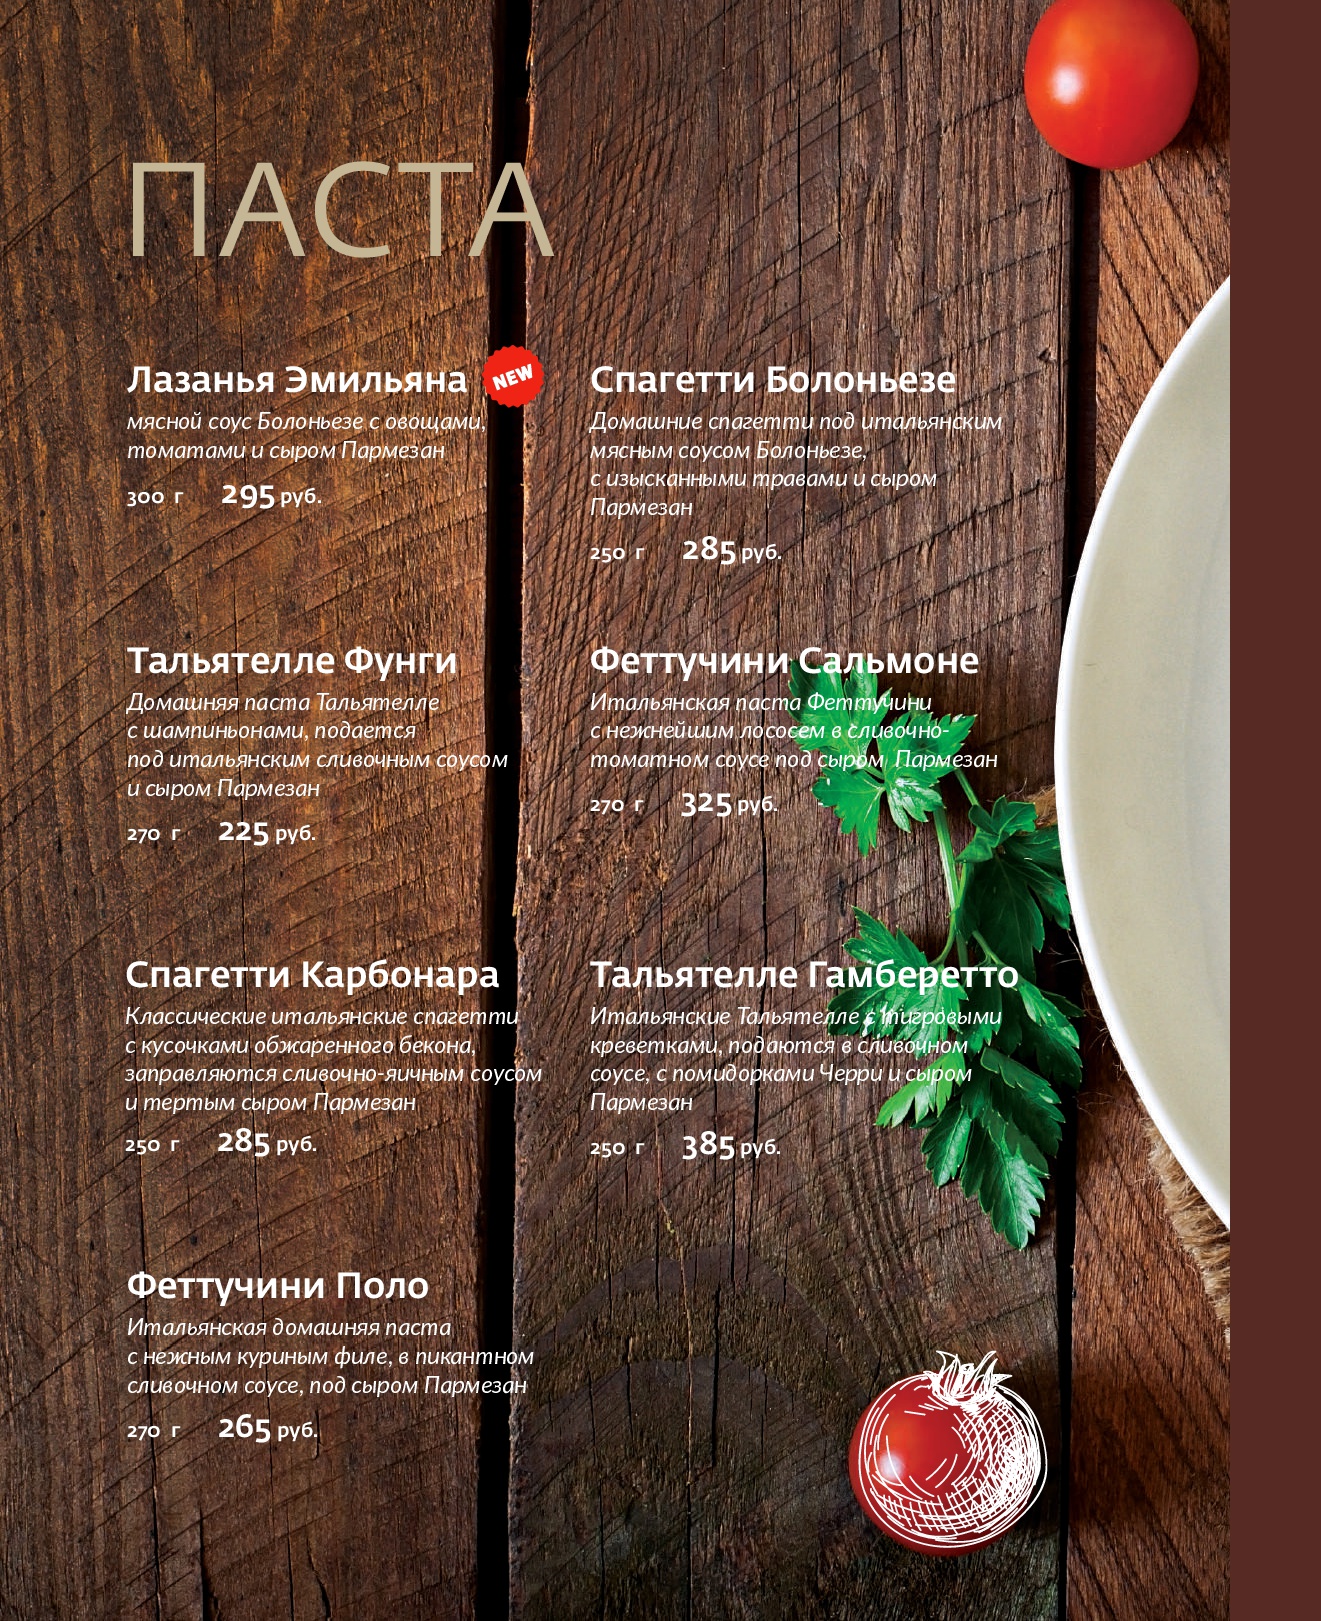 ПАСТА
Лазанья Эмильяна
NEW
мясной соус Болоньезе с овощами,
томатами и сыром Пармезан
300 г 295 руб.
Спагетти Болоньезе
Домашние спагетти под итальянским
мясным соусом Болоньезе,
с изысканными травами и сыром
Пармезан
250 г 285 руб.
Тальятелле Фунги
Домашняя паста Тальятелле
с шампиньонами, подается
под итальянским сливочным соусом
и сыром Пармезан
270 г 225 руб.
Феттучини Сальмоне
Итальянская паста Феттучини
с нежнейшим лососем в сливочно-
томатном соусе под сыром Пармезан
270 г 325 руб.
Спагетти Карбонара
Классические итальянские спагетти
с кусочками обжаренного бекона,
заправляются сливочно-яичным соусом
и тертым сыром Пармезан
250 г 285 руб.
Тальятелле Гамберетто
Итальянские Тальятелле с тигровыми
креветками, подаются в сливочном
соусе, с помидорками Черри и сыром
Пармезан
250 г 385 руб.
Феттучини Поло
Итальянская домашняя паста
с нежным куриным филе, в пикантном
сливочном соусе, под сыром Пармезан
270 г 265 руб.